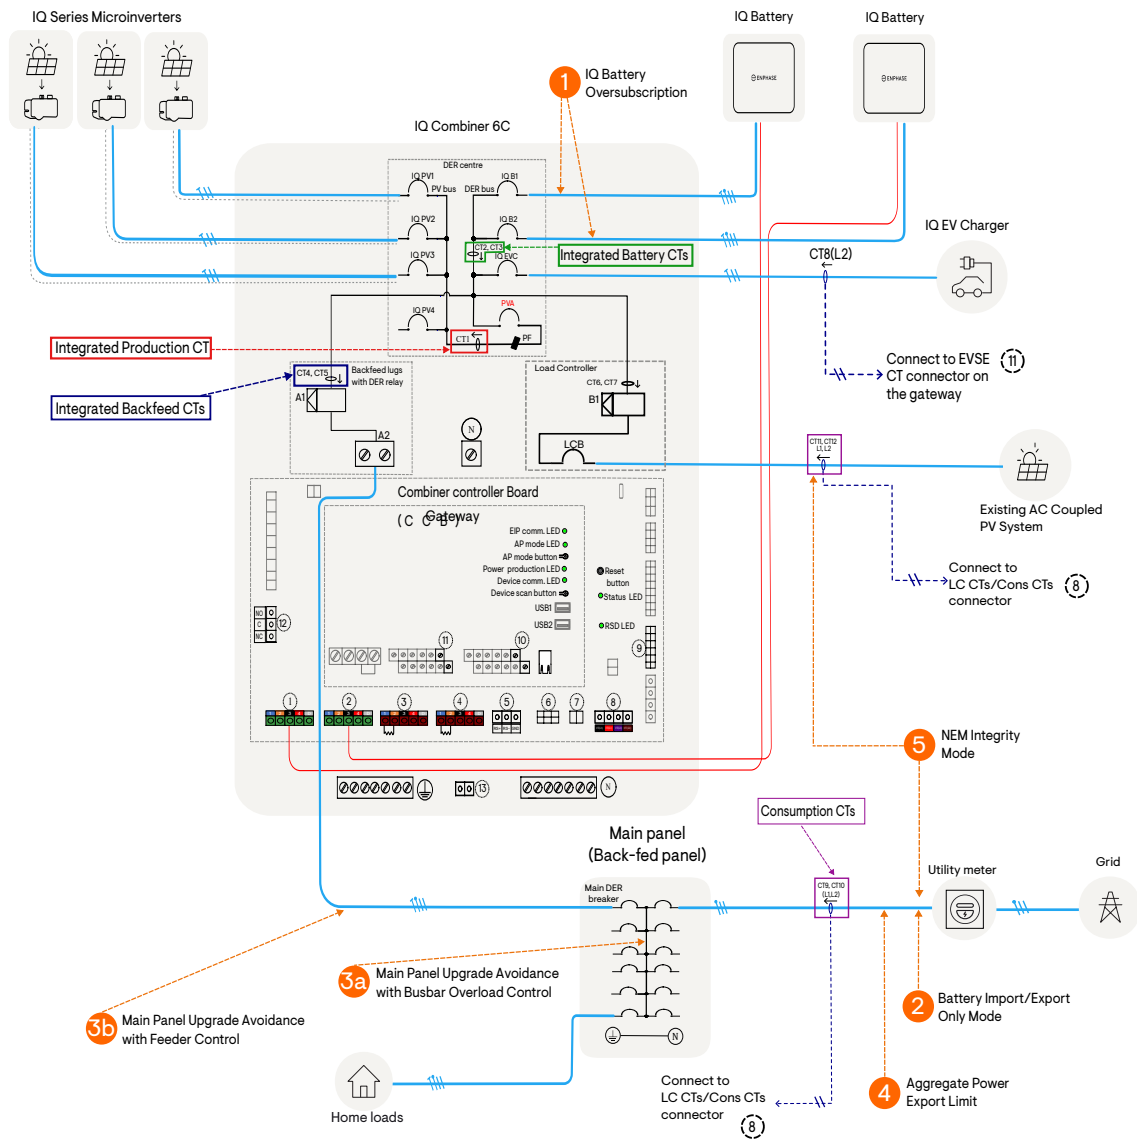 IQ Series Microinverters
IQ Battery
IQ Battery
ENPHASE
ENPHASE
1
IQ Battery
Oversubscription
IQ Combiner 6C
DER centre
IQ PV1
PV bus
DER bus
IQ B1
IQ PV2
IQ B2
CT2, CT3
Integrated Battery CTs
IQ PV3
IQ EVC
IQ EV Charger
CT8(L2)
IQ PV4
PVA
CT1
PF
Integrated Production CT
Connect to EVSE
CT connector on
the gateway
11
CT4, CT5
Backfeed lugs
with DER relay
Load Controller
CT6, CT7
A1
B1
Integrated Backfeed CTs
A2
N
LCB
CT11, CT12
L1, L2
Existing AC Coupled
PV System
Combiner controller Board
(CCB)
Gateway
EIP comm. LED
AP mode LED
AP mode button
Power production LED
Device comm. LED
Device scan button
USB1
USB2
Reset
button
Status LED
RSD LED
Connect to
LC CTs/Cons CTs
connector
8
NO
C
NC
12
11
10
9
1
2
3
4
5
6
7
8
13
N
5
NEM Integrity
Mode
Consumption CTs
Main panel
(Back-fed panel)
Main DER
breaker
CT9, CT10
(L1,L2)
Utility meter
Grid
3a
Main Panel Upgrade Avoidance
with Busbar Overload Control
3b
Main Panel Upgrade Avoidance
with Feeder Control
2
Battery Import/Export
Only Mode
N
Home loads
Connect to
LC CTs/Cons CTs
connector
8
4
Aggregate Power
Export Limit